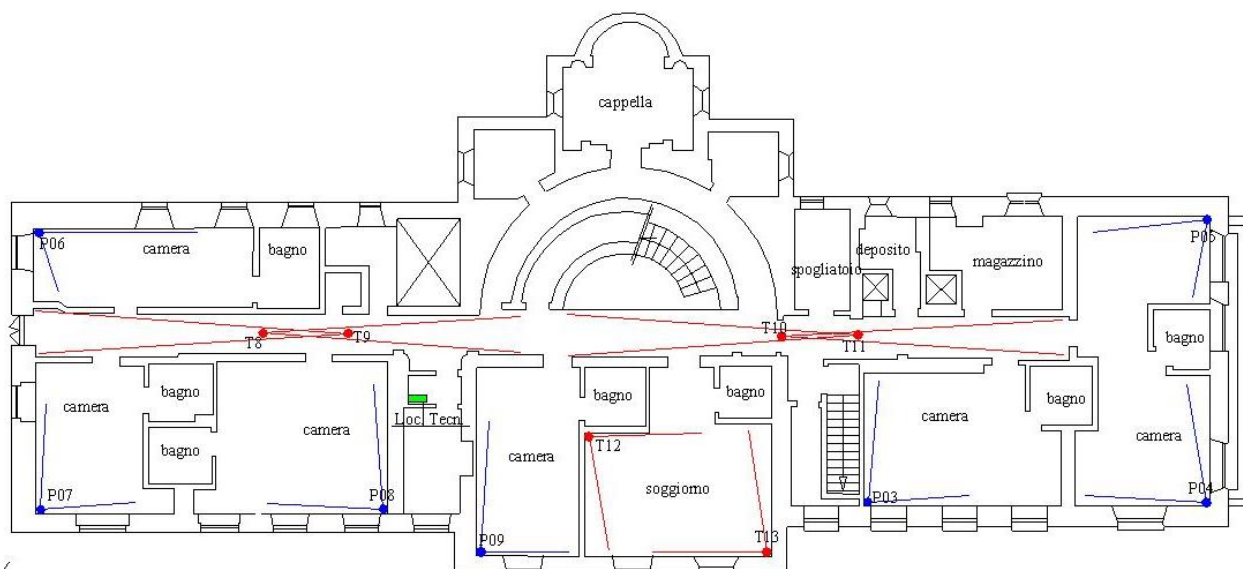 cappella
P06
camera
bagno
spogliatoio
deposito
magazzino
P05
T8
T9
T10
T11
bagno
camera
bagno
bagno
camera
Loc. Tecn.
P07
P08
camera
bagno
bagno
T12
soggiorno
P09
T13
camera
bagno
camera
P03
P04